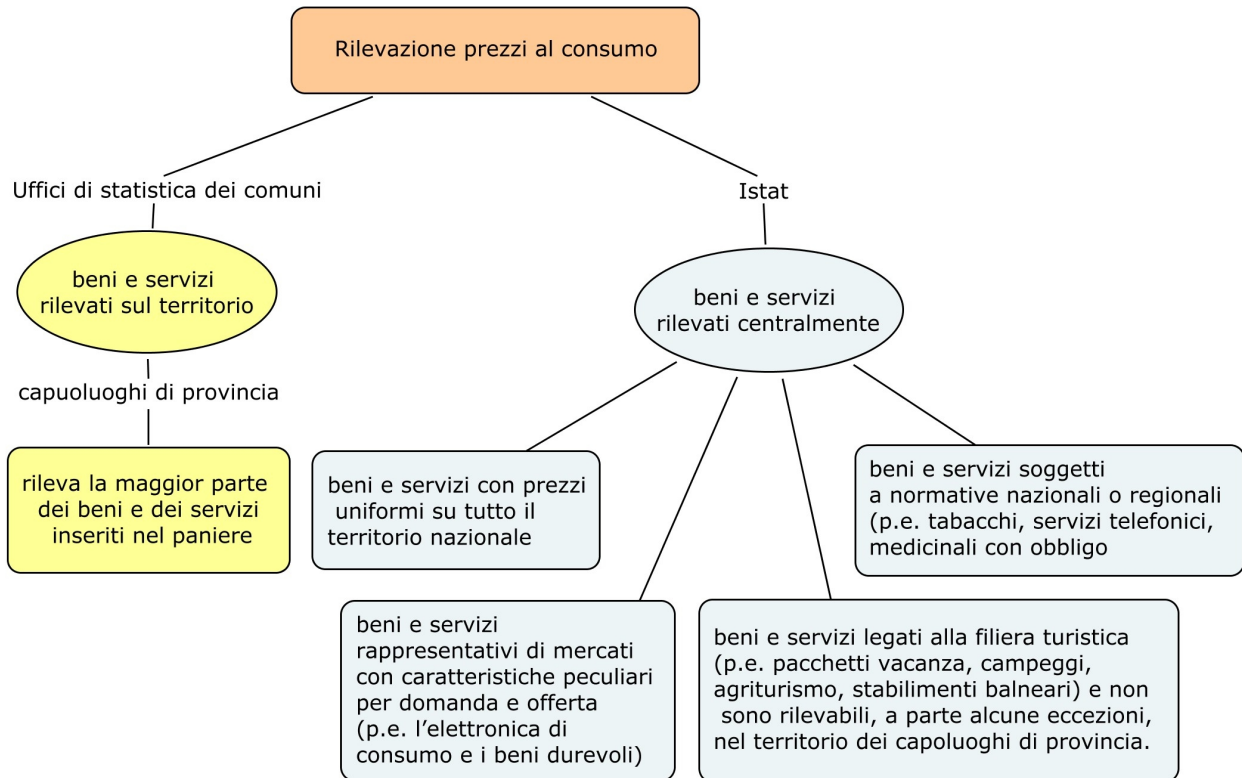 Rilevazione prezzi al consumo
Uffici di statistica dei comuni
Istat
beni e servizi
rilevati sul territorio
beni e servizi
rilevati centralmente
capuoluoghi di provincia
rileva la maggior parte
dei beni e dei servizi
inseriti nel paniere
beni e servizi con prezzi
uniformi su tutto il
territorio nazionale
beni e servizi soggetti
a normative nazionali o regionali
(p.e. tabacchi, servizi telefonici,
medicinali con obbligo
beni e servizi
rappresentativi di mercati
con caratteristiche peculiari
per domanda e offerta
(p.e. l'elettronica di
consumo e i beni durevoli)
beni e servizi legati alla filiera turistica
(p.e. pacchetti vacanza, campeggi,
agriturismo, stabilimenti balneari) e non
sono rilevabili, a parte alcune eccezioni,
nel territorio dei capoluoghi di provincia.